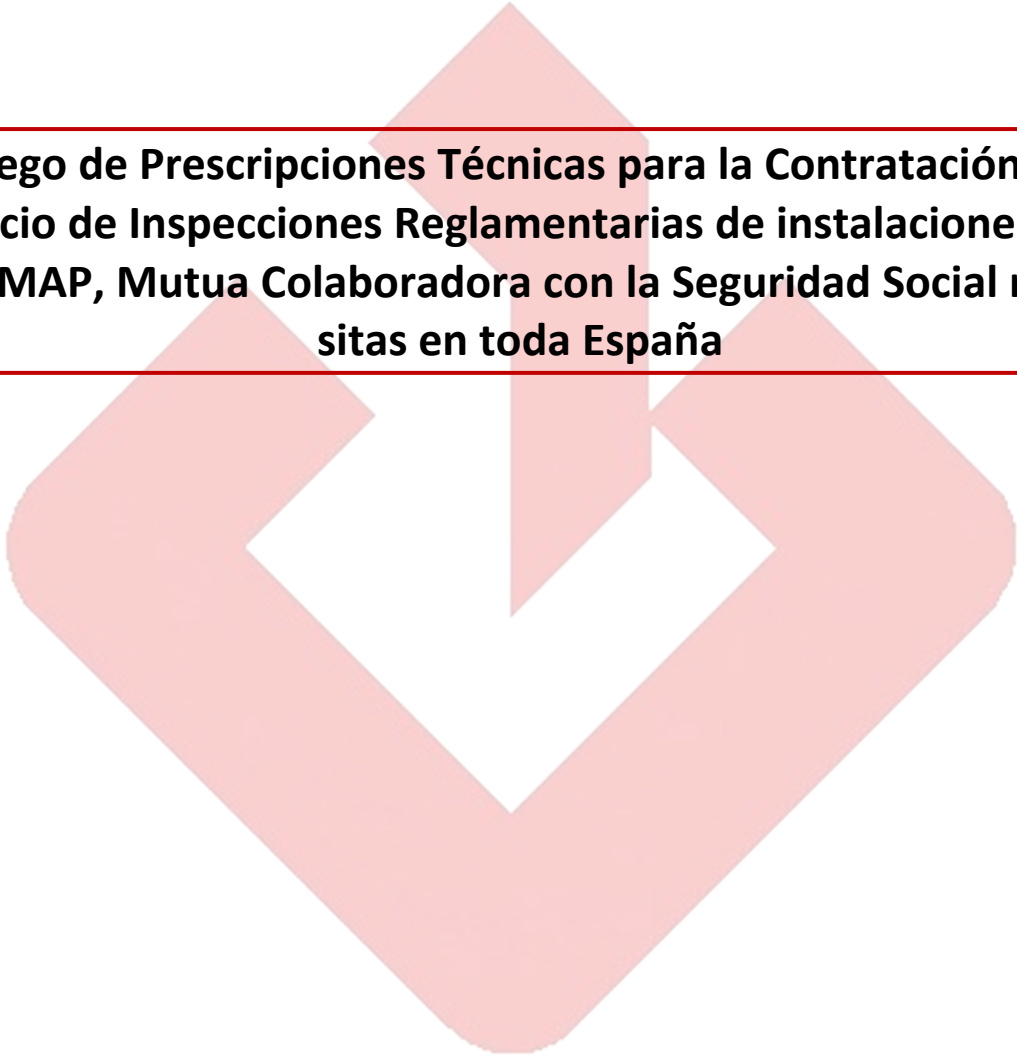 ego de Prescripciones Técnicas para la Contratación
cio de Inspecciones Reglamentarias de instalacione
MAP, Mutua Colaboradora con la Seguridad Social
sitas en toda España